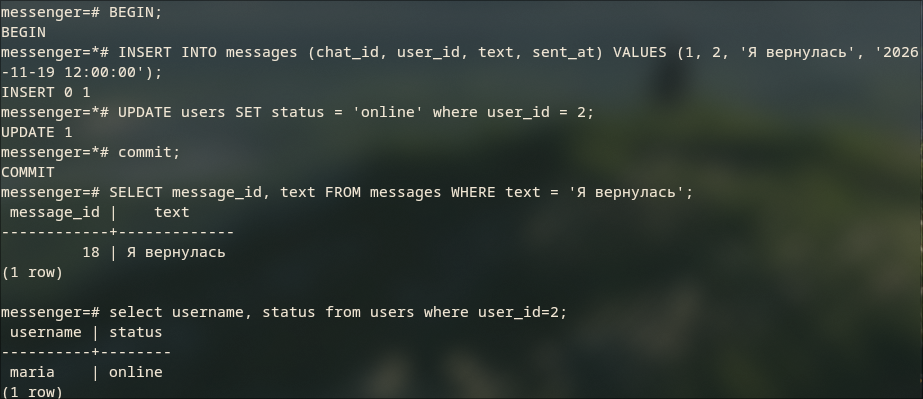 messenger=# BEGIN;
BEGIN
messenger=*# INSERT INTO messages (chat_id, user_id, text, sent_at) VALUES (1, 2, 'Я вернулась', '2026
-11-19 12:00:00');
INSERT 0 1
messenger=*# UPDATE users SET status = 'online' where user_id = 2;
UPDATE 1
messenger=*# commit;
COMMIT
messenger=# SELECT message_id, text FROM messages WHERE text = 'Я вернулась';
 message_id |    text
------------+-------------
         18 | Я вернулась
(1 row)

messenger=# select username, status from users where user_id=2;
 username | status
----------+--------
 maria    | online
(1 row)